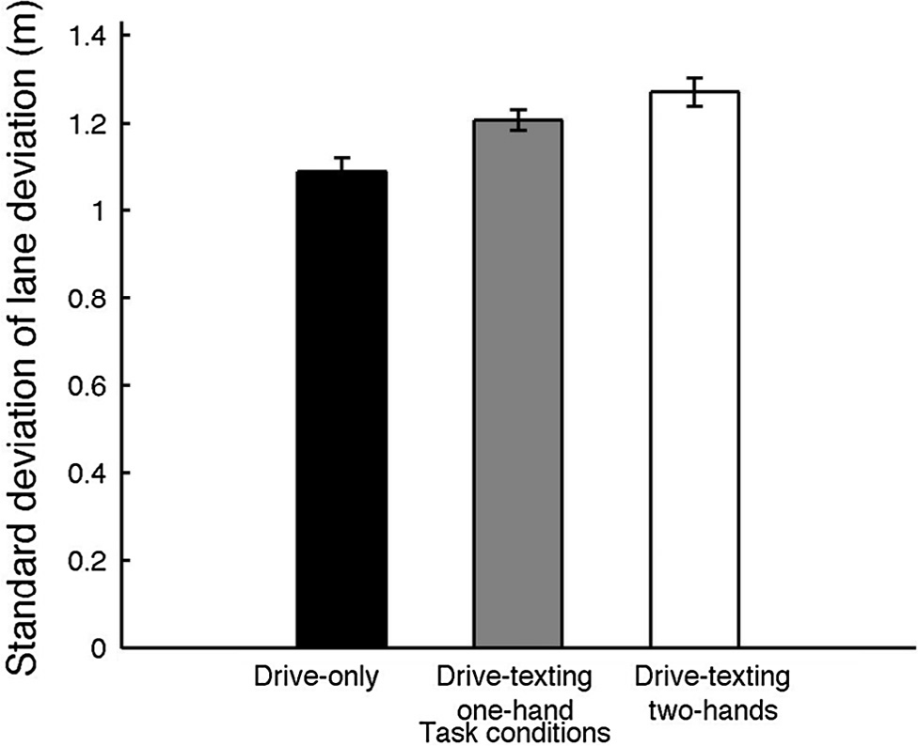 Standard deviation of lane deviation (m)
1.4
1.2
1
0.8
0.6
0.4
0.2
0
Drive-only
Drive-texting
one-hand
Drive-texting
two-hands
Task conditions